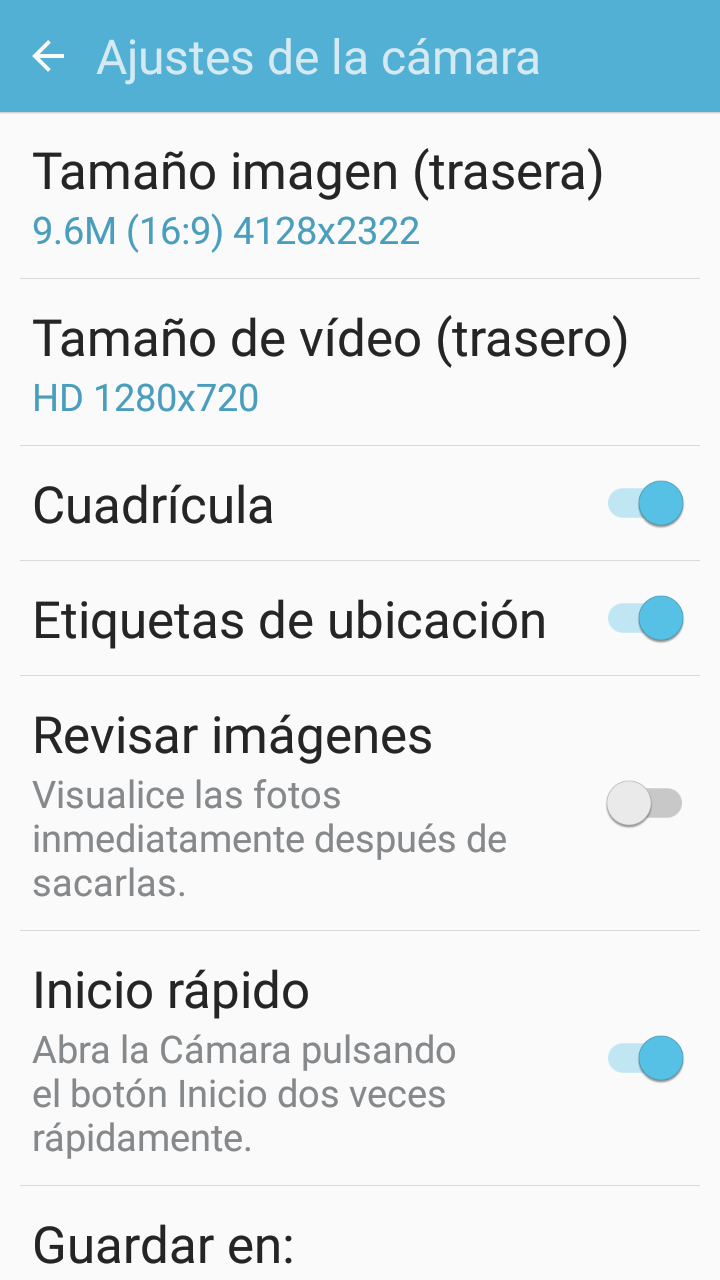 Ajustes de la cámara
Tamaño imagen (trasera)
9.6M (16:9) 4128x2322
Tamaño de vídeo (trasero)
HD 1280x720
Cuadrícula
Etiquetas de ubicación
Revisar imágenes
Visualice las fotos
inmediatamente después de
sacarlas.
Inicio rápido
Abra la Cámara pulsando
el botón Inicio dos veces
rápidamente.
Guardar en: